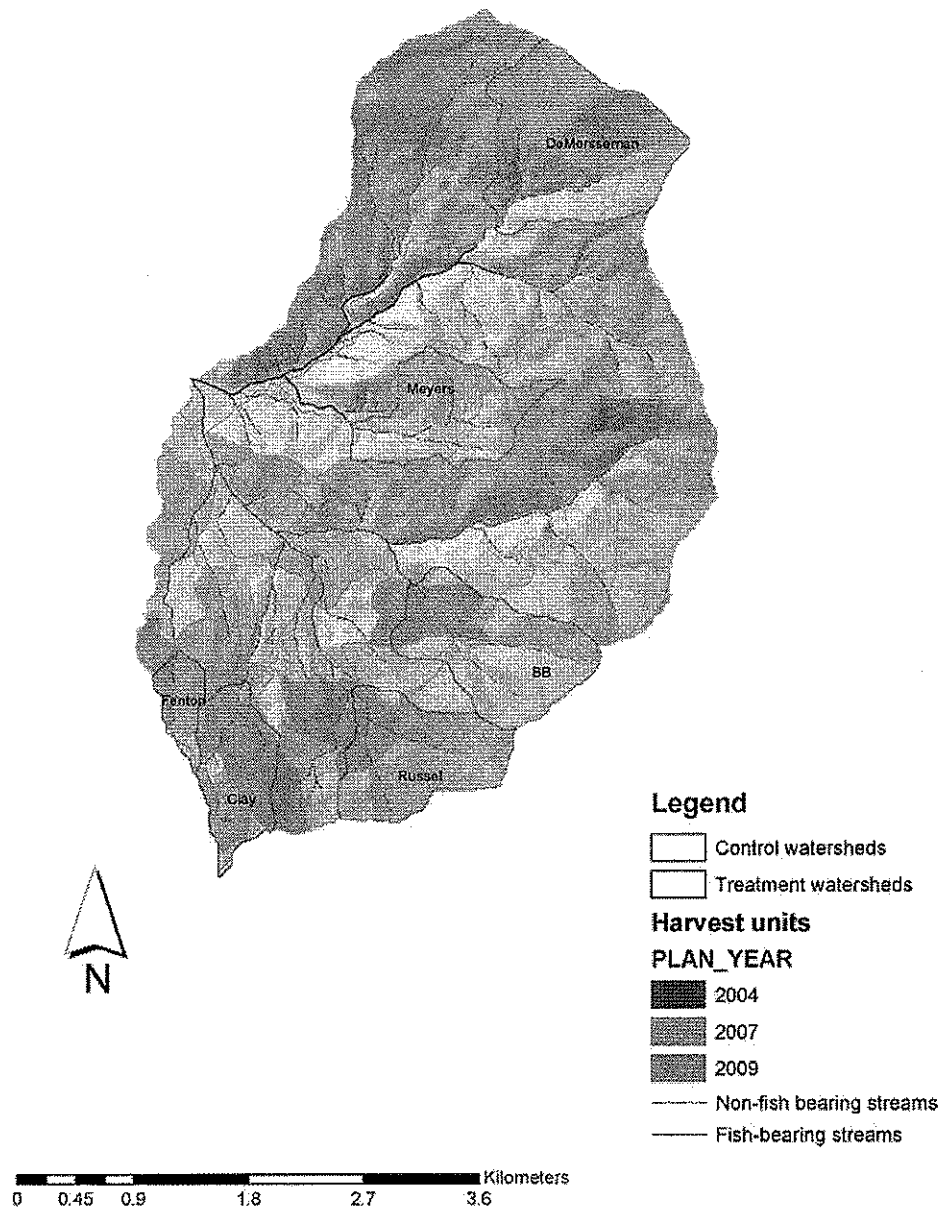 DeMersseman
Meyers
BB
Fenton
Russel
Clay
Legend
Control watersheds
Treatment watersheds
Harvest units
PLAN_YEAR
2004
2007
2009
Non-fish bearing streams
Fish-bearing streams
N
Kilometers
0 0.45 0.9 1.8 2.7 3.6